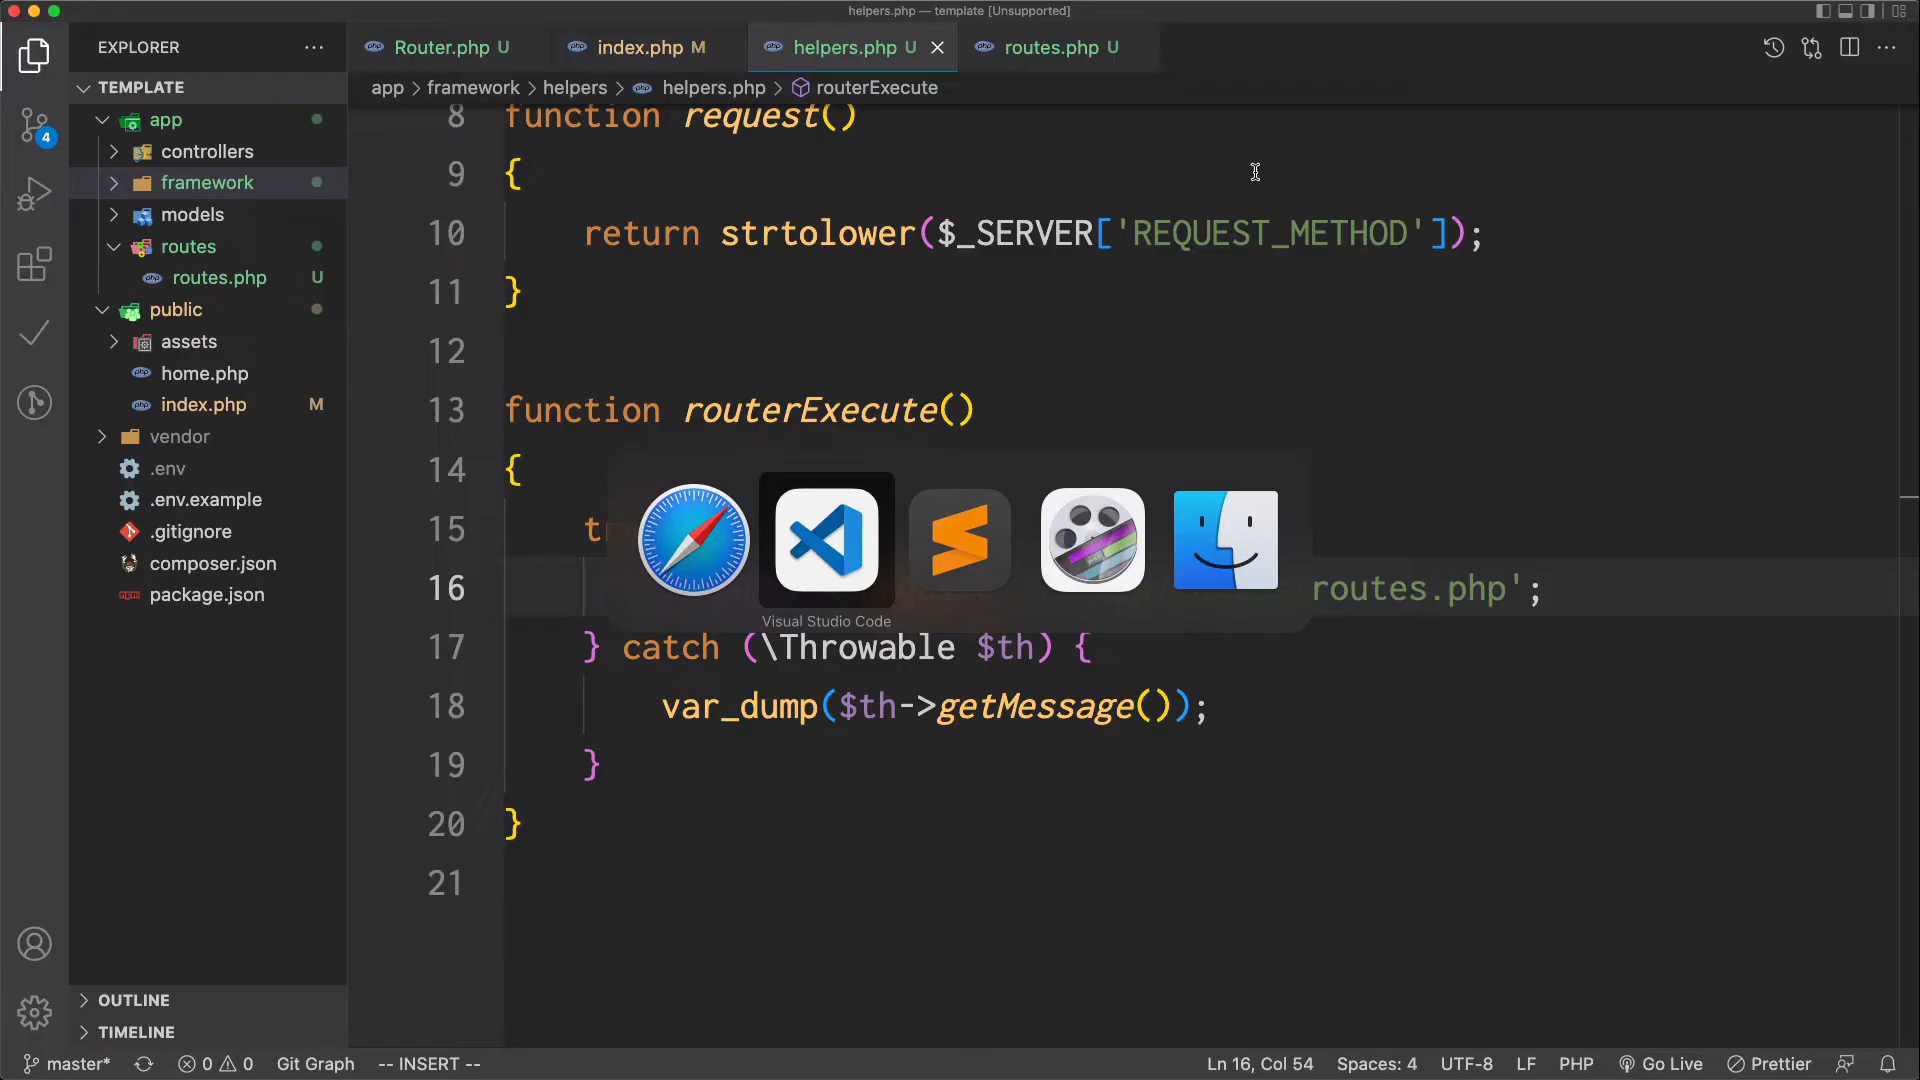 helpers.php — template [Unsupported]
EXPLORER
TEMPLATE
app
controllers
framework
models
routes
routes.php U
public
assets
home.php
index.php M
vendor
.env
.env.example
.gitignore
composer.json
package.json
OUTLINE
TIMELINE
4
Router.php U
index.php M
helpers.php U
routes.php U
app > framework > helpers > helpers.php > routerExecute
8 function request()
9 {
10 return strtolower($_SERVER['REQUEST_METHOD']);
11 }
12
13 function routerExecute()
14 {
15
16 routes.php';
17 } catch (\Throwable $th) {
18 var_dump($th->getMessage());
19 }
20 }
21
Visual Studio Code
master* 0 0 Git Graph -- INSERT -- Ln 16, Col 54 Spaces: 4 UTF-8 LF PHP Go Live Prettier